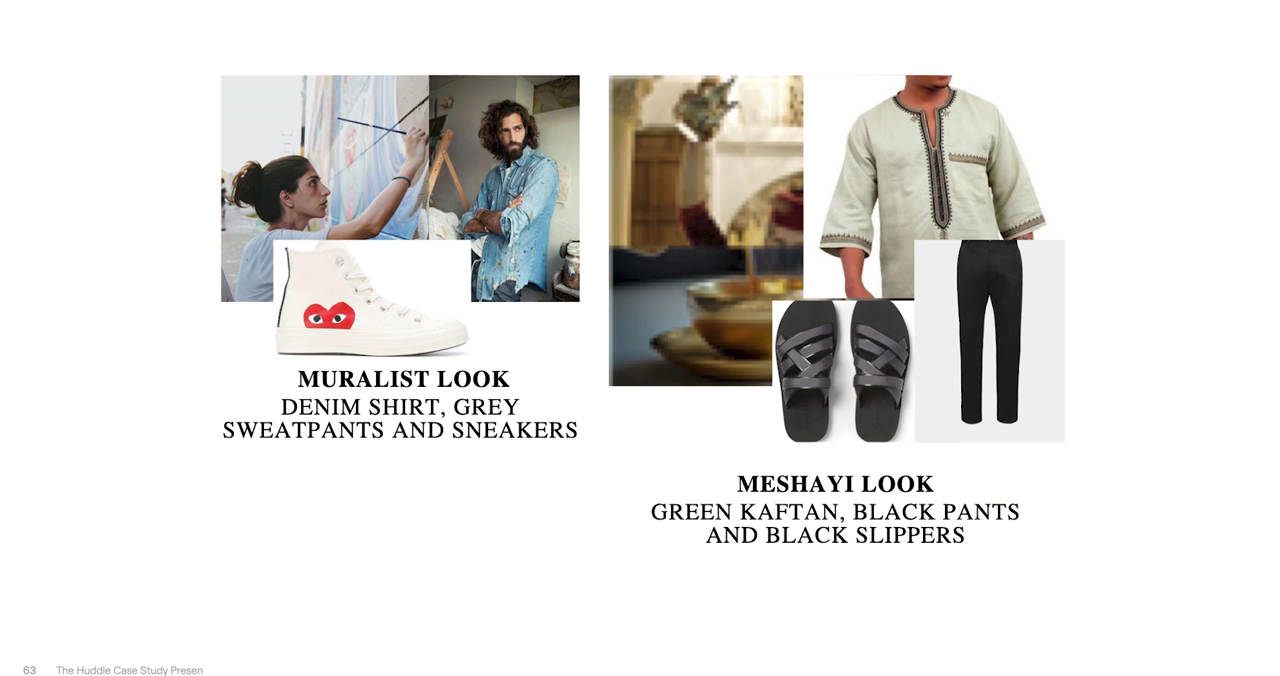 MURALIST LOOK
DENIM SHIRT, GREY
SWEATPANTS AND SNEAKERS
MESHAYI LOOK
GREEN KAFTAN, BLACK PANTS
AND BLACK SLIPPERS
63 The Huddle Case Study Presen